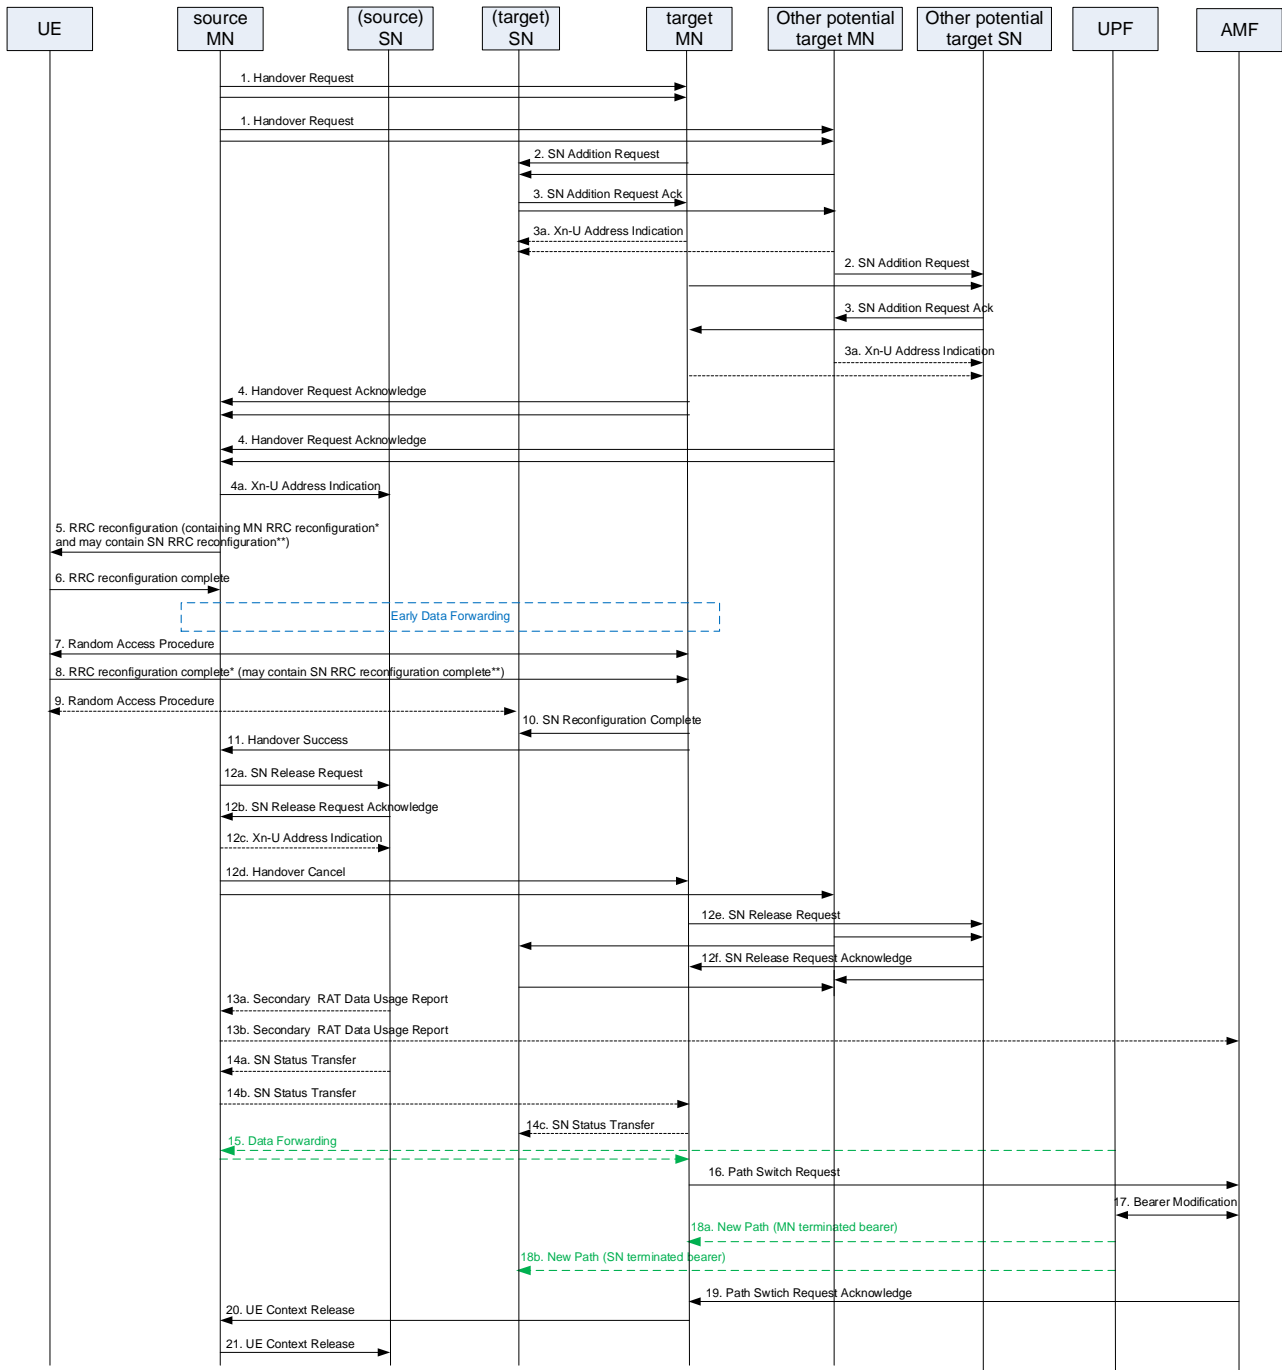 UE
source
MN
(source)
SN
(target)
SN
target
MN
Other potential
target MN
Other potential
target SN
UPF
AMF
1. Handover Request
1. Handover Request
2. SN Addition Request
3. SN Addition Request Ack
3a. Xn-U Address Indication
2. SN Addition Request
3. SN Addition Request Ack
3a. Xn-U Address Indication
4. Handover Request Acknowledge
4. Handover Request Acknowledge
4a. Xn-U Address Indication
5. RRC reconfiguration (containing MN RRC reconfiguration*
and may contain SN RRC reconfiguration**)
6. RRC reconfiguration complete
Early Data Forwarding
7. Random Access Procedure
8. RRC reconfiguration complete* (may contain SN RRC reconfiguration complete**)
9. Random Access Procedure
10. SN Reconfiguration Complete
11. Handover Success
12a. SN Release Request
12b. SN Release Request Acknowledge
12c. Xn-U Address Indication
12d. Handover Cancel
12e. SN Release Request
12f. SN Release Request Acknowledge
13a. Secondary RAT Data Usage Report
13b. Secondary RAT Data Usage Report
14a. SN Status Transfer
14b. SN Status Transfer
14c. SN Status Transfer
15. Data Forwarding
16. Path Switch Request
17. Bearer Modification
18a. New Path (MN terminated bearer)
18b. New Path (SN terminated bearer)
19. Path Swtich Request Acknowledge
20. UE Context Release
21. UE Context Release